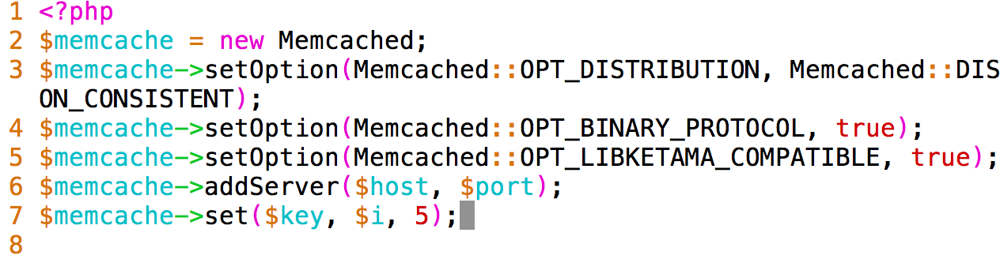 1 <?php
2 $memcache = new Memcached;
3 $memcache->setOption(Memcached::OPT_DISTRIBUTION, Memcached::DIS
ON_CONSISTENT);
4 $memcache->setOption(Memcached::OPT_BINARY_PROTOCOL, true);
5 $memcache->setOption(Memcached::OPT_LIBKETAMA_COMPATIBLE, true);
6 $memcache->addServer($host, $port);
7 $memcache->set($key, $i, 5);
8